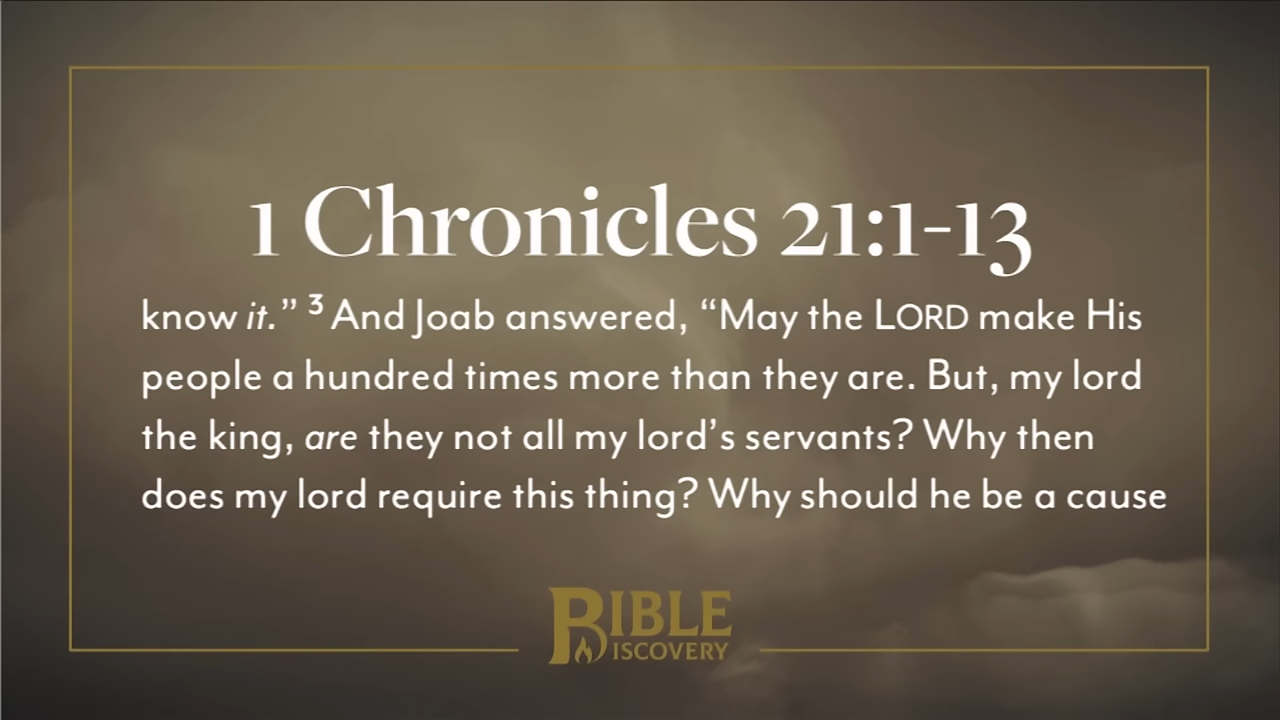 1 Chronicles 21:1-13
know it.” ³ And Joab answered, “May the LORD make His
people a hundred times more than they are. But, my lord
the king, are they not all my lord’s servants? Why then
does my lord require this thing? Why should he be a cause
BIBLE
DISCOVERY